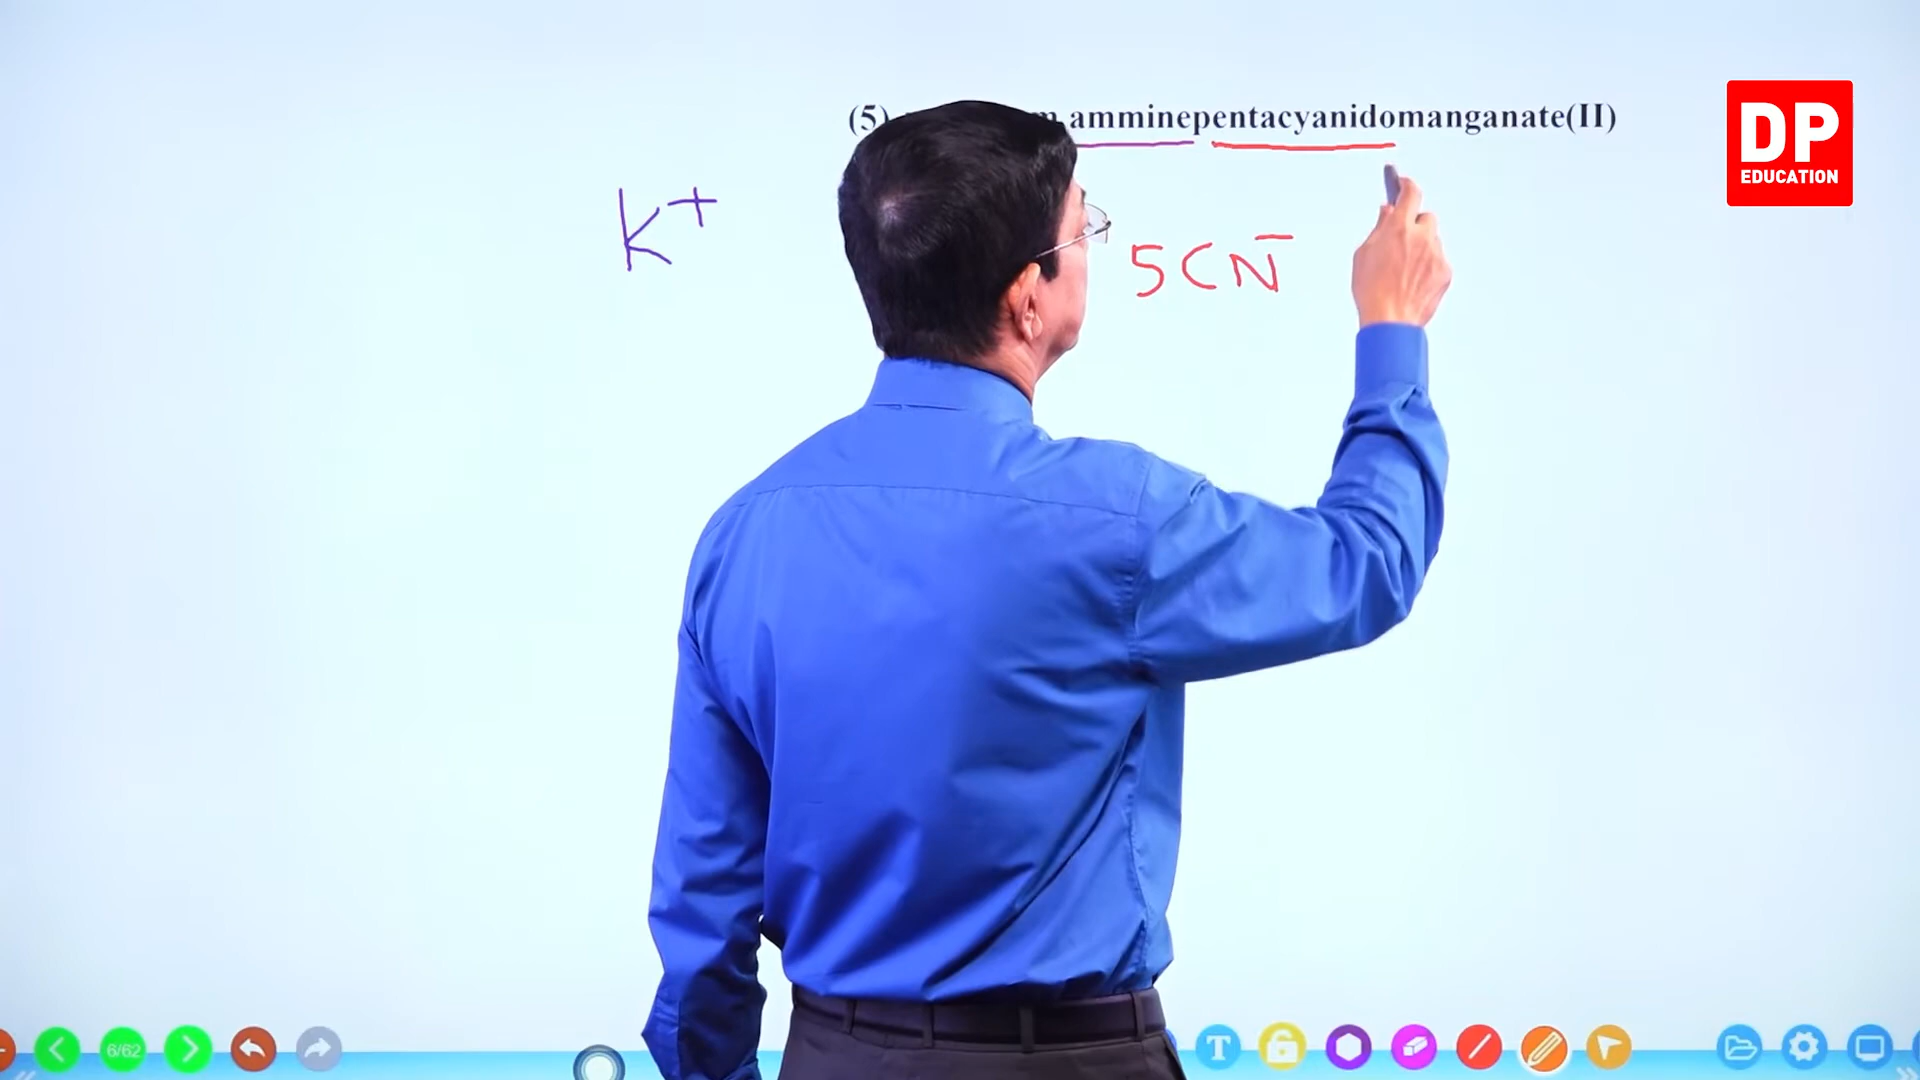 (5) amminepentacyanidomanganate(II)
K+
5CN−
DP
EDUCATION
6/62
T